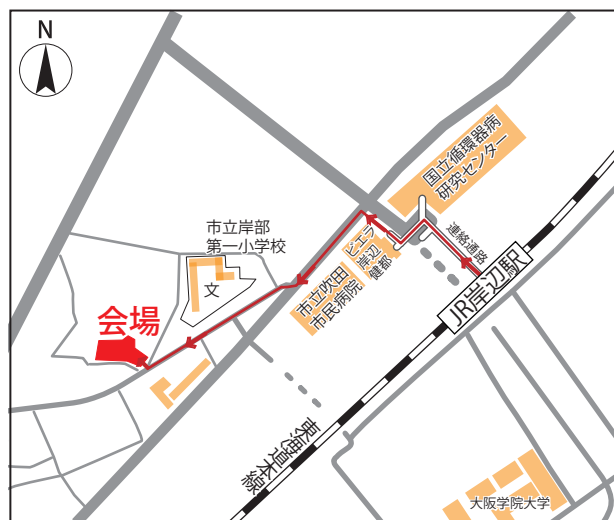 N
国立循環器病
研究センター
市立岸部
第一小学校
連絡通路
ビエラ
岸辺
健都
文
市立吹田
市民病院
JR岸辺駅
会場
東海道本線
大阪学院大学